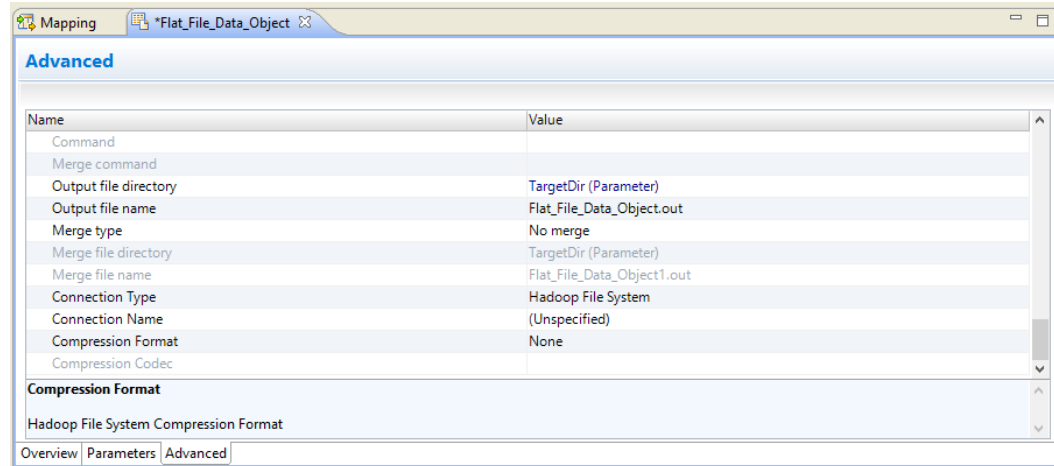 Mapping *Flat_File_Data_Object
Advanced
Name Value
Command
Merge command
Output file directory TargetDir (Parameter)
Output file name Flat_File_Data_Object.out
Merge type No merge
Merge file directory TargetDir (Parameter)
Merge file name Flat_File_Data_Object1.out
Connection Type Hadoop File System
Connection Name (Unspecified)
Compression Format None
Compression Codec
Compression Format
Hadoop File System Compression Format
Overview Parameters Advanced